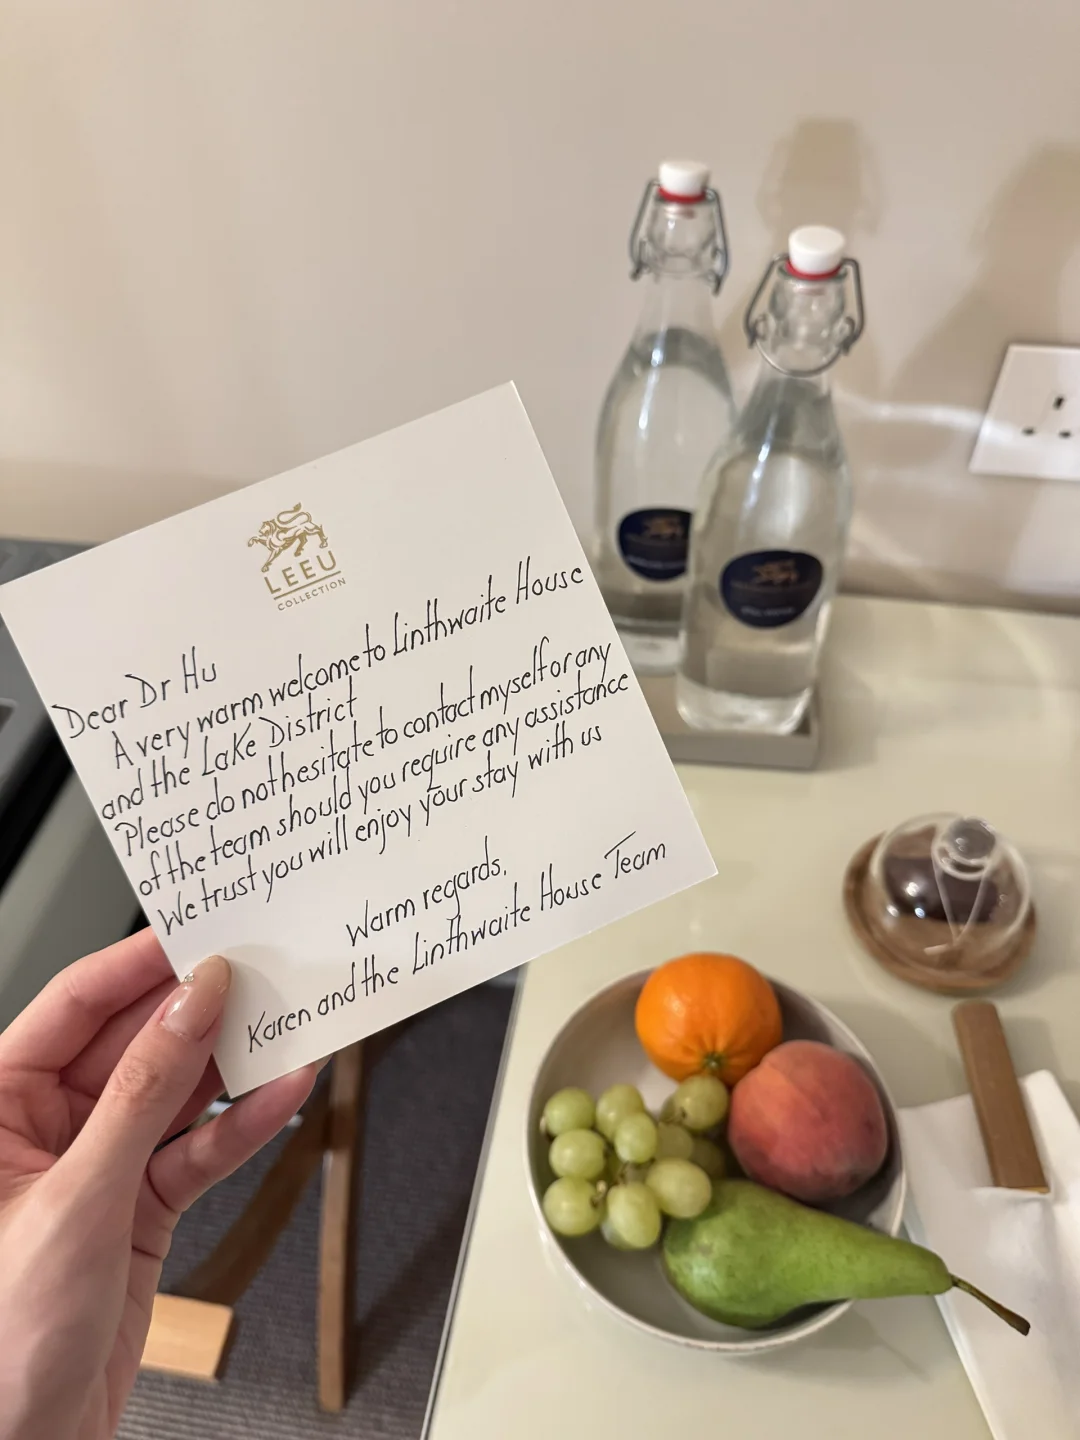 LEEU
COLLECTION
Dear Dr Hu
A very warm welcome to Linthwaite House
and the Lake District
Please do not hesitate to contact myself or any
of the team should you require any assistance
We trust you will enjoy your stay with us
Warm regards,
Karen and the Linthwaite House Team